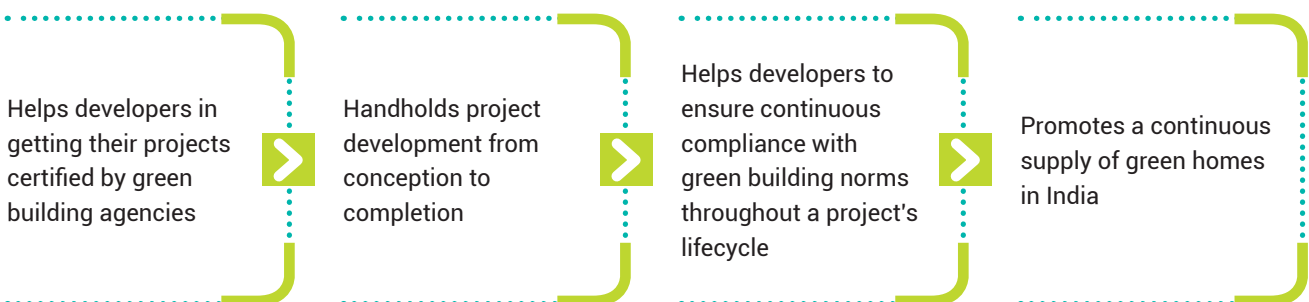 Helps developers in
getting their projects
certified by green
building agencies
Handholds project
development from
conception to
completion
Helps developers to
ensure continuous
compliance with
green building norms
throughout a project's
lifecycle
Promotes a continuous
supply of green homes
in India